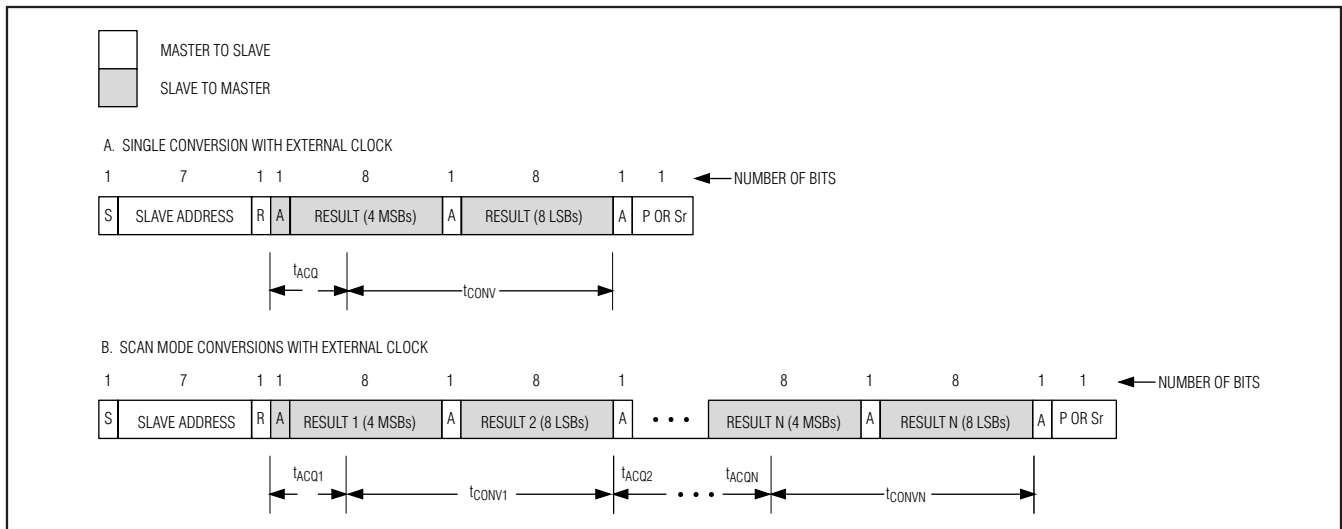 MASTER TO SLAVE
SLAVE TO MASTER
A. SINGLE CONVERSION WITH EXTERNAL CLOCK
1 7 1 1 8 1 8 1 1 NUMBER OF BITS
S SLAVE ADDRESS R A RESULT (4 MSBs) A RESULT (8 LSBs) A P OR Sr
tACQ
tCONV
B. SCAN MODE CONVERSIONS WITH EXTERNAL CLOCK
1 7 1 1 8 1 8 1 8 1 8 1 1 NUMBER OF BITS
S SLAVE ADDRESS R A RESULT 1 (4 MSBs) A RESULT 2 (8 LSBs) A • • • RESULT N (4 MSBs) A RESULT N (8 LSBs) A P OR Sr
tACQ1 tACQ2 tACQN
tCONV1 • • • tCONVN